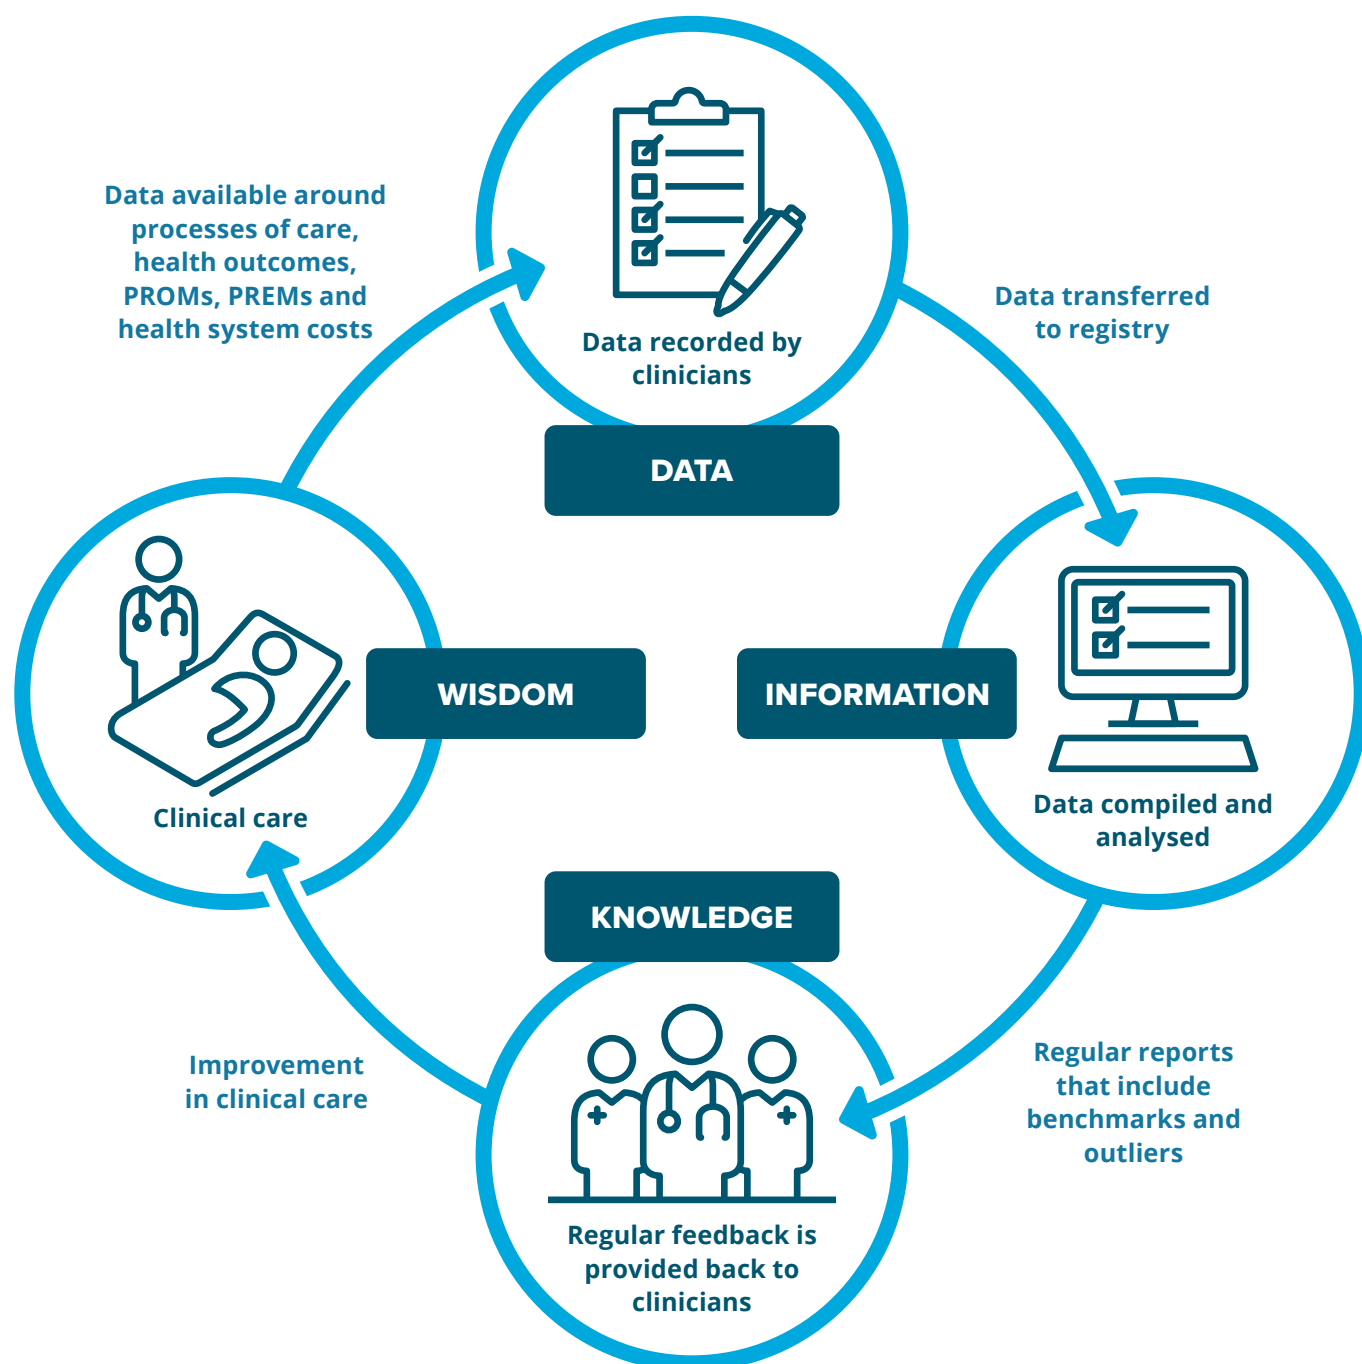 Data available around
processes of care,
health outcomes,
PROMs, PREMs and
health system costs
Data recorded by
clinicians
DATA
Data transferred
to registry
WISDOM
Clinical care
INFORMATION
Data compiled and
analysed
KNOWLEDGE
Regular feedback is
provided back to
clinicians
Improvement
in clinical care
Regular reports
that include
benchmarks and
outliers